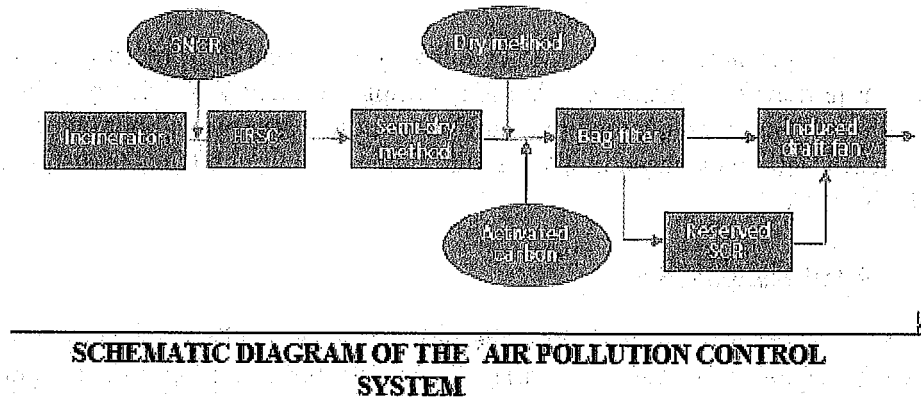 SNCR
Dry method
Incinerator
HRSG
Semi-dry
method
Bag filter
Induced
draft fan
Activated
carbon
Reserved
SCR
SCHEMATIC DIAGRAM OF THE AIR POLLUTION CONTROL
SYSTEM